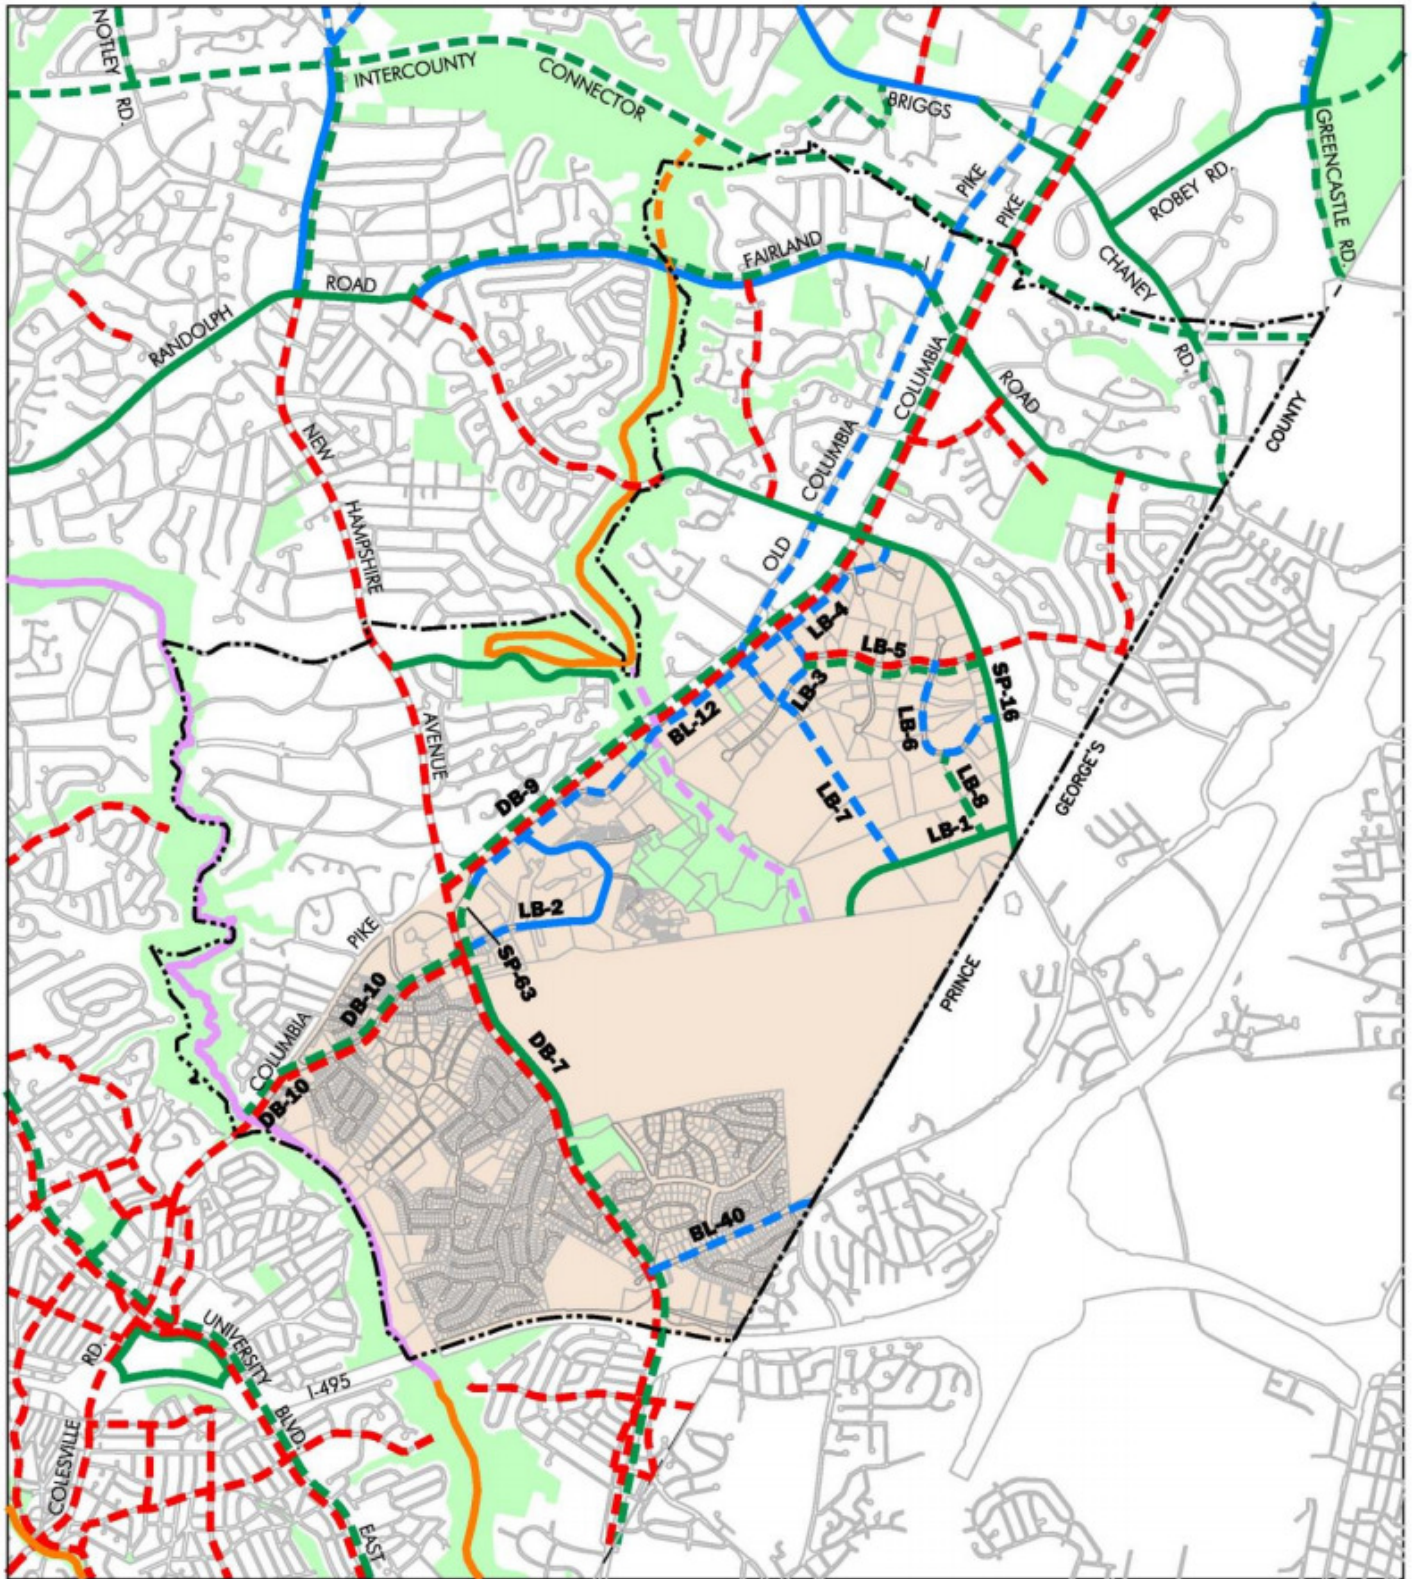 NOTLEY
RD.
INTERCOUNTY
CONNECTOR
BRIGGS
GREENCASTLE RD.
ROBEY RD.
PIKE
PIKE
FAIRLAND
CHANEY
RD.
ROAD
RANDOLPH
COLUMBIA
ROAD
COUNTY
NEW
COLUMBIA
HAMPSHIRE
OLD
LB-4
LB-5
LB-3
SP-16
BL-12
LB-6
AVENUE
GEORGE'S
DB-9
LB-7
LB-8
LB-1
LB-2
PIKE
SP-63
PRINCE
DB-10
COLUMBIA
DB-7
DB-10
BL-40
UNIVERSITY
RD.
I-495
BLVD.
COLESVILLE
EAST